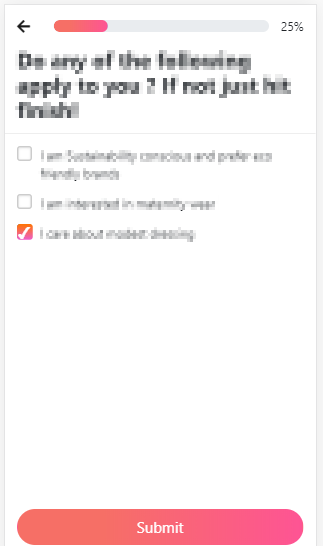 25%
Do any of the following
apply to you ? If not just hit
finish!
I am Sustainability conscious and prefer eco
friendly brands
I am interested in maternity wear
I care about modest dressing
Submit